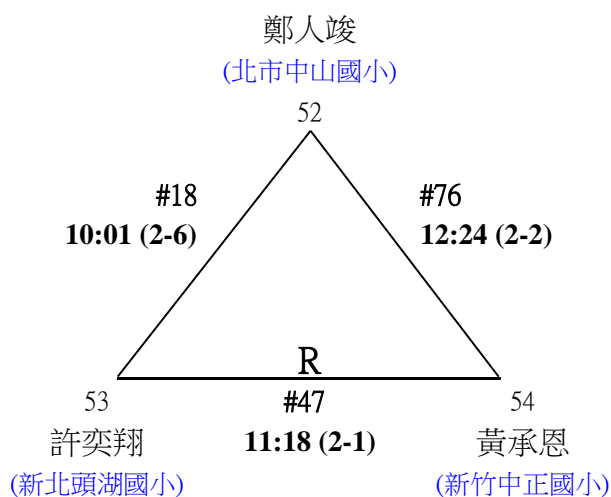 鄭人竣
(北市中山國小)
52
#18
10:01 (2-6)
#76
12:24 (2-2)
R
53
#47
54
許奕翔
11:18 (2-1)
黃承恩
(新北頭湖國小)
(新竹中正國小)